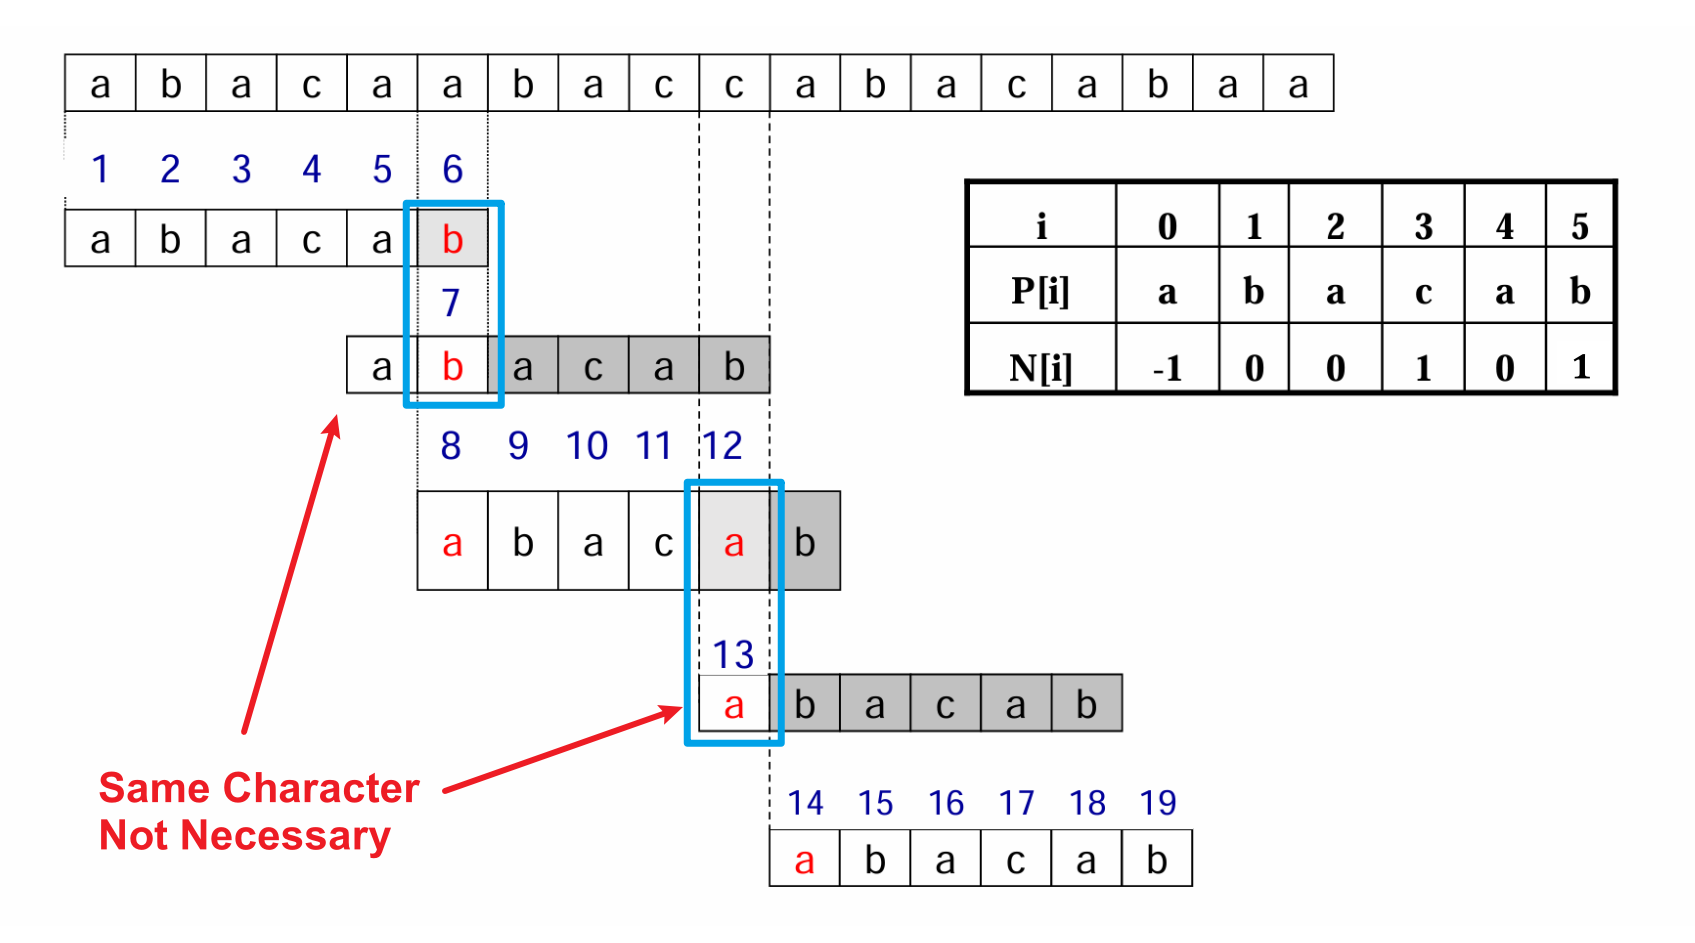 a b a c a a b a c c a b a c a b a a
1 2 3 4 5 6
a b a c a b
7
a b a c a b
8 9 10 11 12
a b a c a b
13
a b a c a b
14 15 16 17 18 19
a b a c a b
i 0 1 2 3 4 5
P[i] a b a c a b
N[i] -1 0 0 1 0 1
Same Character
Not Necessary